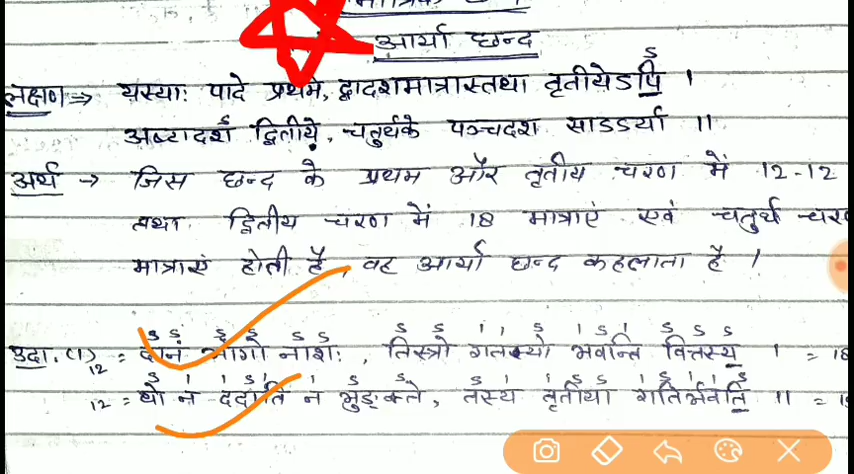 आर्या छन्द
S
लक्षण ⇒ यस्याः पादे प्रथमे, द्वादशमात्रास्तथा तृतीयेऽपि ।
S
अष्टादश द्वितीये, चतुर्थके पञ्चदश साऽऽर्या ॥
अर्थ → जिस छन्द के प्रथम और तृतीय चरण में 12-12
तथा द्वितीय चरण में 18 मात्राएं एवं चतुर्थ चरण
मात्राएं होती हैं, वह आर्या छन्द कहलाता है ।
S S S S S S S S I I S I S I S S S
उदा. (1) 12 = दानं भोगो नाशः, तिस्त्रो गतयो भवन्ति वित्तस्य । = 18
S I I S I I S S S I I S S I S I I S
12 = यो न ददाति न भुङ्क्ते, तस्य तृतीया गतिर्भवति ॥ =